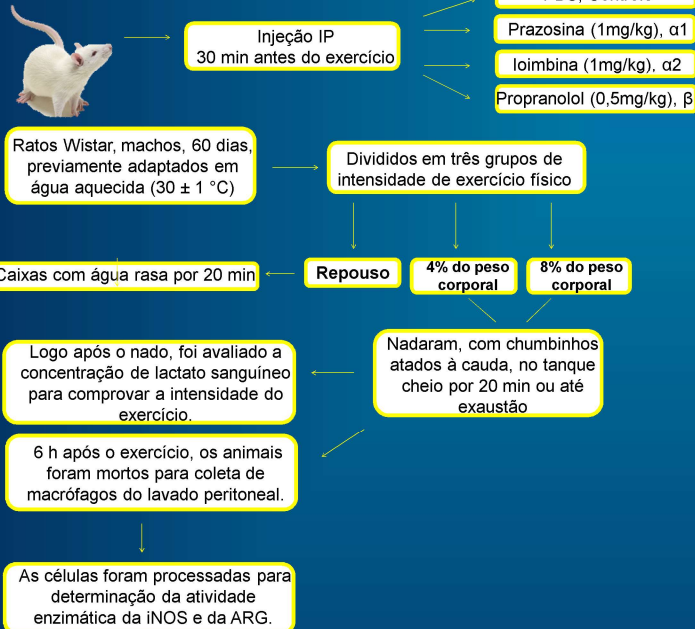 Injeção IP
30 min antes do exercício
Prazosina (1mg/kg), α1
Ioimbina (1mg/kg), α2
Propranolol (0,5mg/kg), β
Ratos Wistar, machos, 60 dias,
previamente adaptados em
água aquecida (30 ± 1 °C)
Divididos em três grupos de
intensidade de exercício físico
Caixas com água rasa por 20 min
Repouso
4% do peso
corporal
8% do peso
corporal
Nadaram, com chumbinhos
atados à cauda, no tanque
cheio por 20 min ou até
exaustão
Logo após o nado, foi avaliado a
concentração de lactato sanguíneo
para comprovar a intensidade do
exercício.
6 h após o exercício, os animais
foram mortos para coleta de
macrófagos do lavado peritoneal.
As células foram processadas para
determinação da atividade
enzimática da iNOS e da ARG.